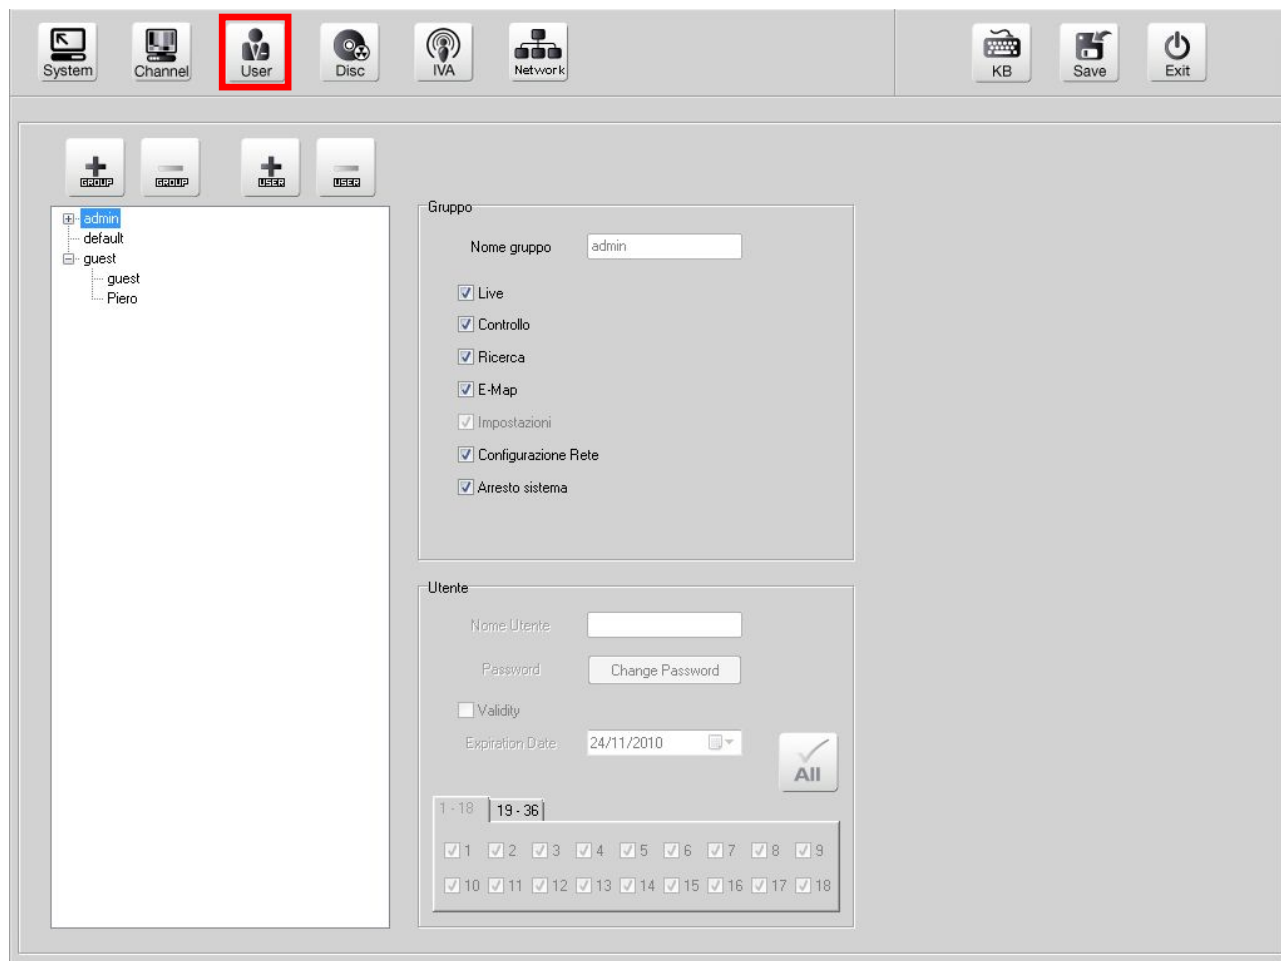 System Channel User Disc IVA Network KB Save Exit
GROUP GROUP USER USER
admin
default
guest
guest
Piero
Gruppo
Nome gruppo admin
Live
Controllo
Ricerca
E-Map
Impostazioni
Configurazione Rete
Arresto sistema
Utente
Nome Utente
Password Change Password
Validity
Expiration Date 24/11/2010
All
1 - 18 19 - 36
1 2 3 4 5 6 7 8 9
10 11 12 13 14 15 16 17 18